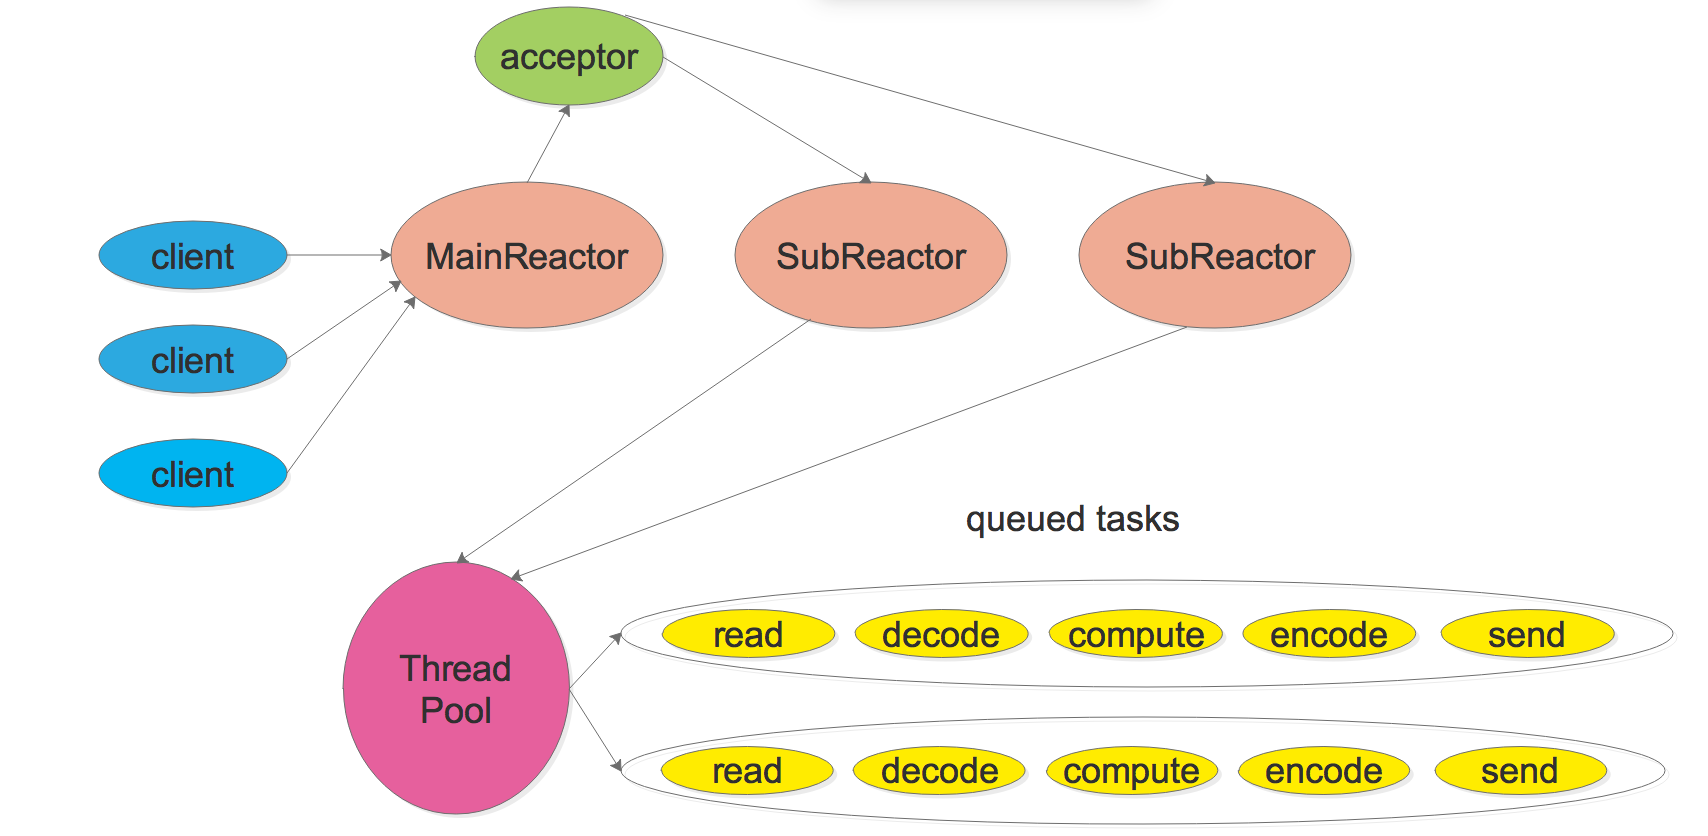 acceptor
client
MainReactor
SubReactor
SubReactor
client
client
queued tasks
Thread
Pool
read
decode
compute
encode
send
read
decode
compute
encode
send